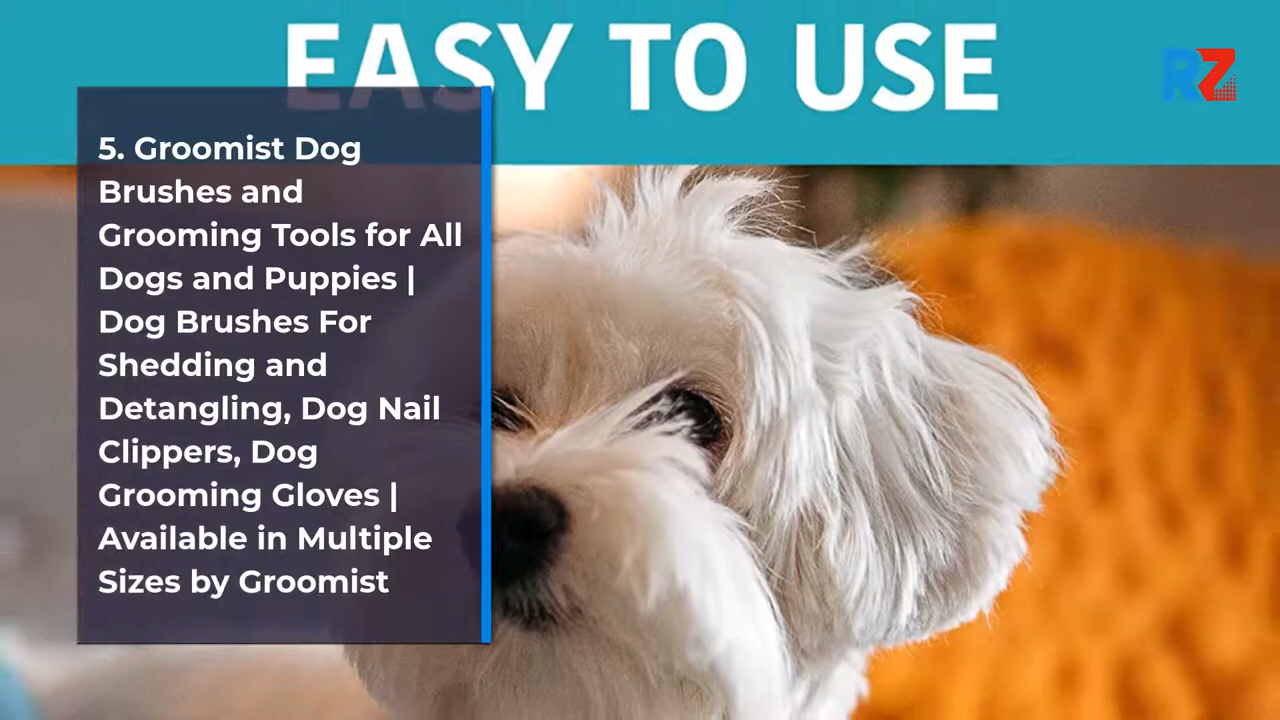 EASY TO USE
RZ
5. Groomist Dog
Brushes and
Grooming Tools for All
Dogs and Puppies |
Dog Brushes For
Shedding and
Detangling, Dog Nail
Clippers, Dog
Grooming Gloves |
Available in Multiple
Sizes by Groomist